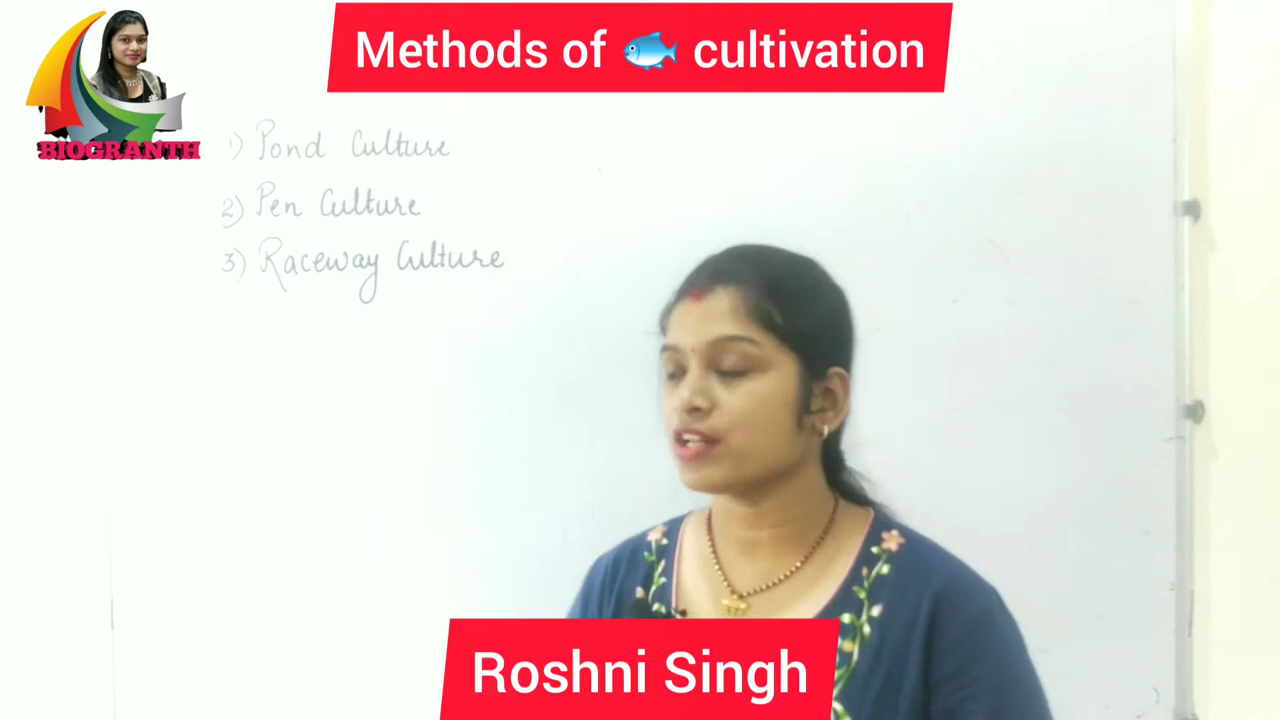 Methods of 🐟 cultivation
BIOGRANTH
1) Pond Culture
2) Pen Culture
3) Raceway Culture
Roshni Singh